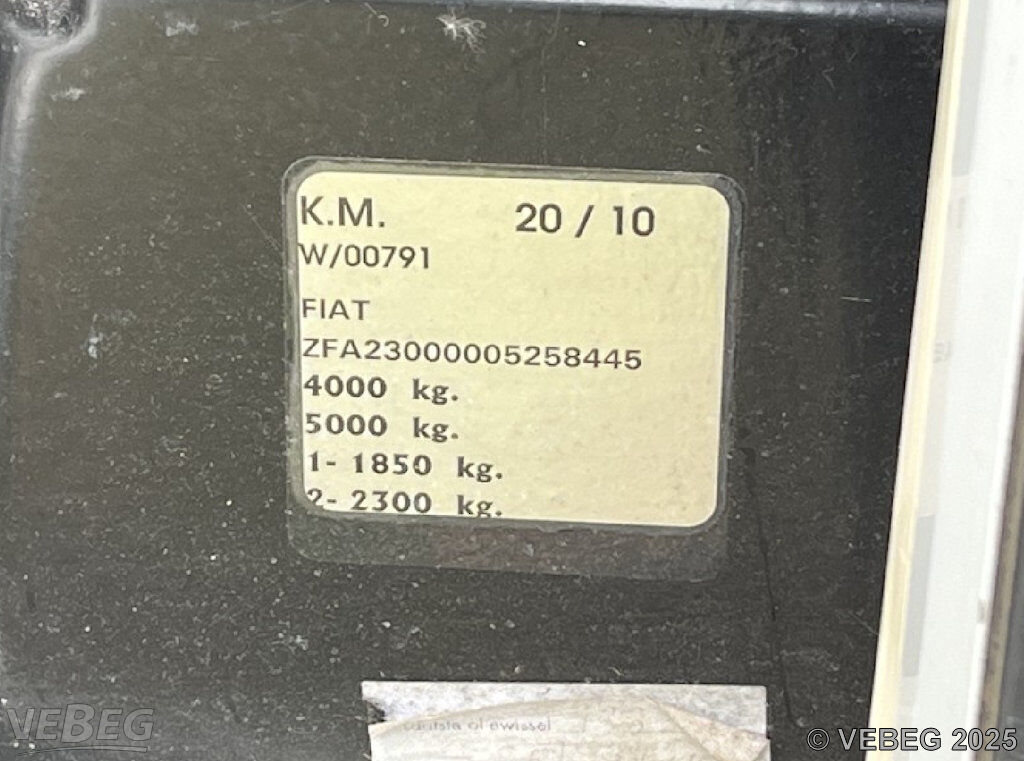 K.M. 20 / 10
W/00791
FIAT
ZFA23000005258445
4000 kg.
5000 kg.
1- 1850 kg.
2- 2300 kg.
VEBEG
© VEBEG 2025